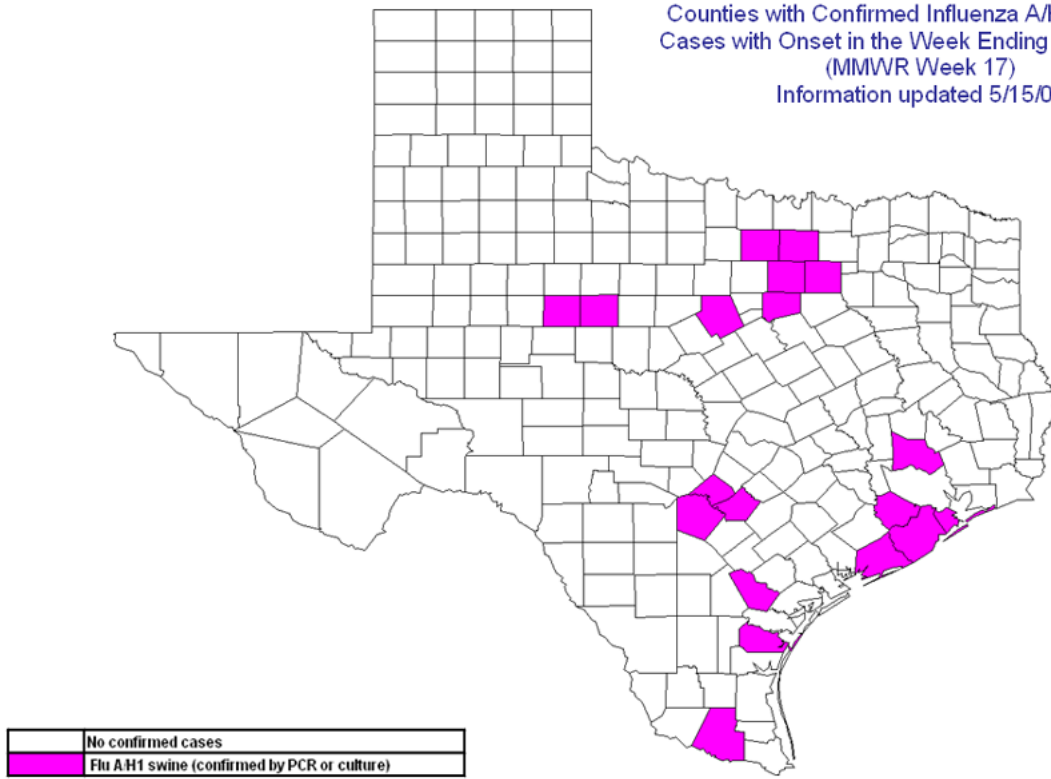 Counties with Confirmed Influenza A/
Cases with Onset in the Week Ending
(MMWR Week 17)
Information updated 5/15/0
No confirmed cases
Flu A/H1 swine (confirmed by PCR or culture)